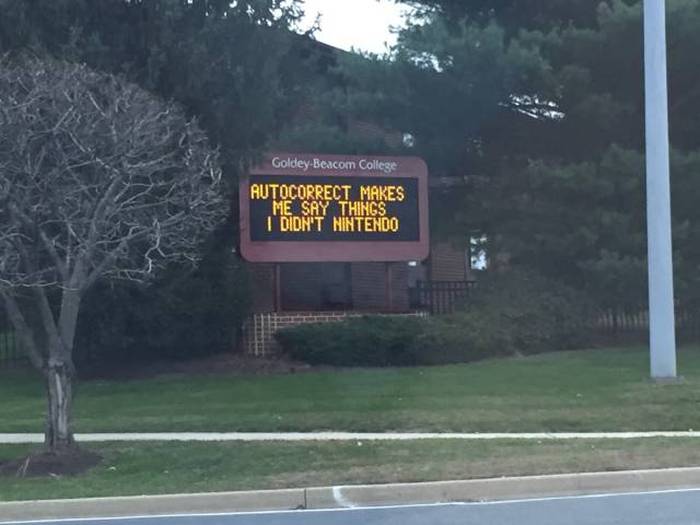 Goldey-Beacom College
AUTOCORRECT MAKES
ME SAY THINGS
I DIDN'T NINTENDO